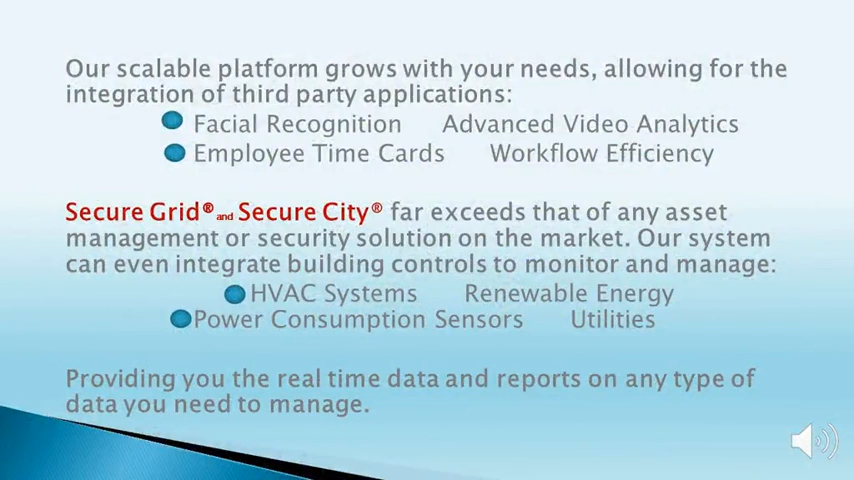 Our scalable platform grows with your needs, allowing for the
integration of third party applications:
Facial Recognition Advanced Video Analytics
Employee Time Cards Workflow Efficiency
Secure Grid® and Secure City® far exceeds that of any asset
management or security solution on the market. Our system
can even integrate building controls to monitor and manage:
HVAC Systems Renewable Energy
Power Consumption Sensors Utilities
Providing you the real time data and reports on any type of
data you need to manage.